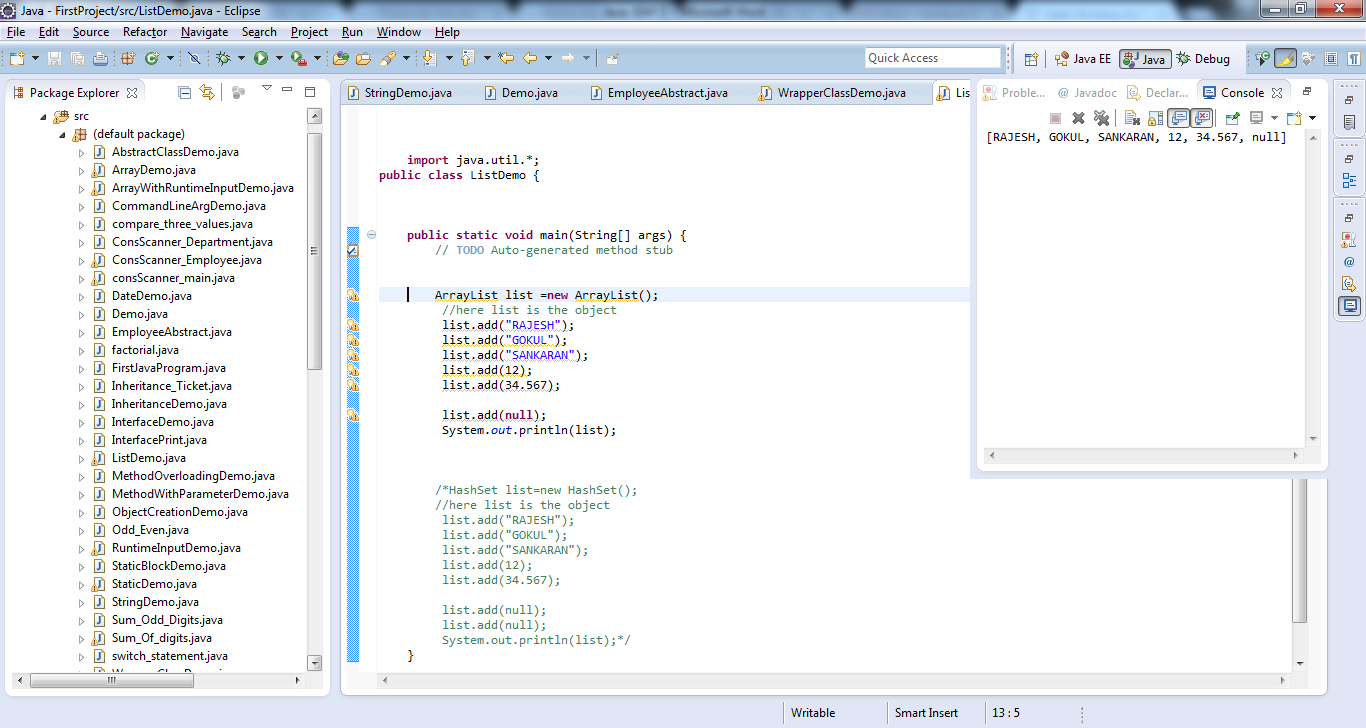 Java - FirstProject/src/ListDemo.java - Eclipse
File Edit Source Refactor Navigate Search Project Run Window Help
Quick Access
Java EE
Java
Debug
Package Explorer
src
(default package)
AbstractClassDemo.java
ArrayDemo.java
ArrayWithRuntimeInputDemo.java
CommandLineArgDemo.java
compare_three_values.java
ConsScanner_Department.java
ConsScanner_Employee.java
consScanner_main.java
DateDemo.java
Demo.java
EmployeeAbstract.java
factorial.java
FirstJavaProgram.java
Inheritance_Ticket.java
InheritanceDemo.java
InterfaceDemo.java
InterfacePrint.java
ListDemo.java
MethodOverloadingDemo.java
MethodWithParameterDemo.java
ObjectCreationDemo.java
Odd_Even.java
RuntimeInputDemo.java
StaticBlockDemo.java
StaticDemo.java
StringDemo.java
Sum_Odd_Digits.java
Sum_Of_digits.java
switch_statement.java
StringDemo.java
Demo.java
EmployeeAbstract.java
WrapperClassDemo.java
Lis
import java.util.*;
public class ListDemo {
public static void main(String[] args) {
// TODO Auto-generated method stub
ArrayList list =new ArrayList();
//here list is the object
list.add("RAJESH");
list.add("GOKUL");
list.add("SANKARAN");
list.add(12);
list.add(34.567);
list.add(null);
System.out.println(list);
/*HashSet list=new HashSet();
//here list is the object
list.add("RAJESH");
list.add("GOKUL");
list.add("SANKARAN");
list.add(12);
list.add(34.567);
list.add(null);
list.add(null);
System.out.println(list);*/
}
Proble...
@ Javadoc
Declar...
Console
[RAJESH, GOKUL, SANKARAN, 12, 34.567, null]
Writable
Smart Insert
13 : 5